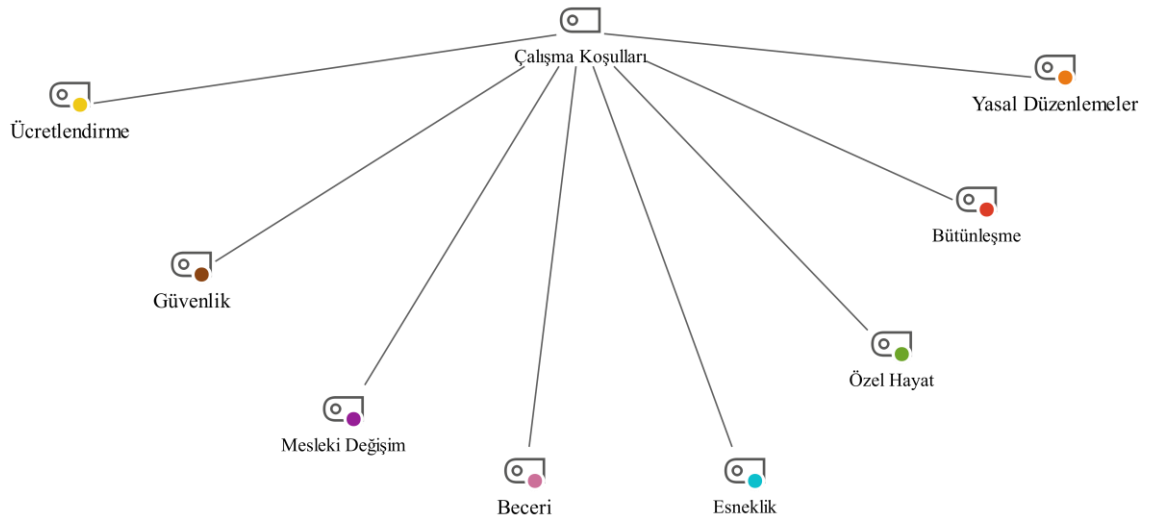 Çalışma Koşulları
Ücretlendirme
Yasal Düzenlemeler
Bütünleşme
Güvenlik
Özel Hayat
Mesleki Değişim
Beceri
Esneklik